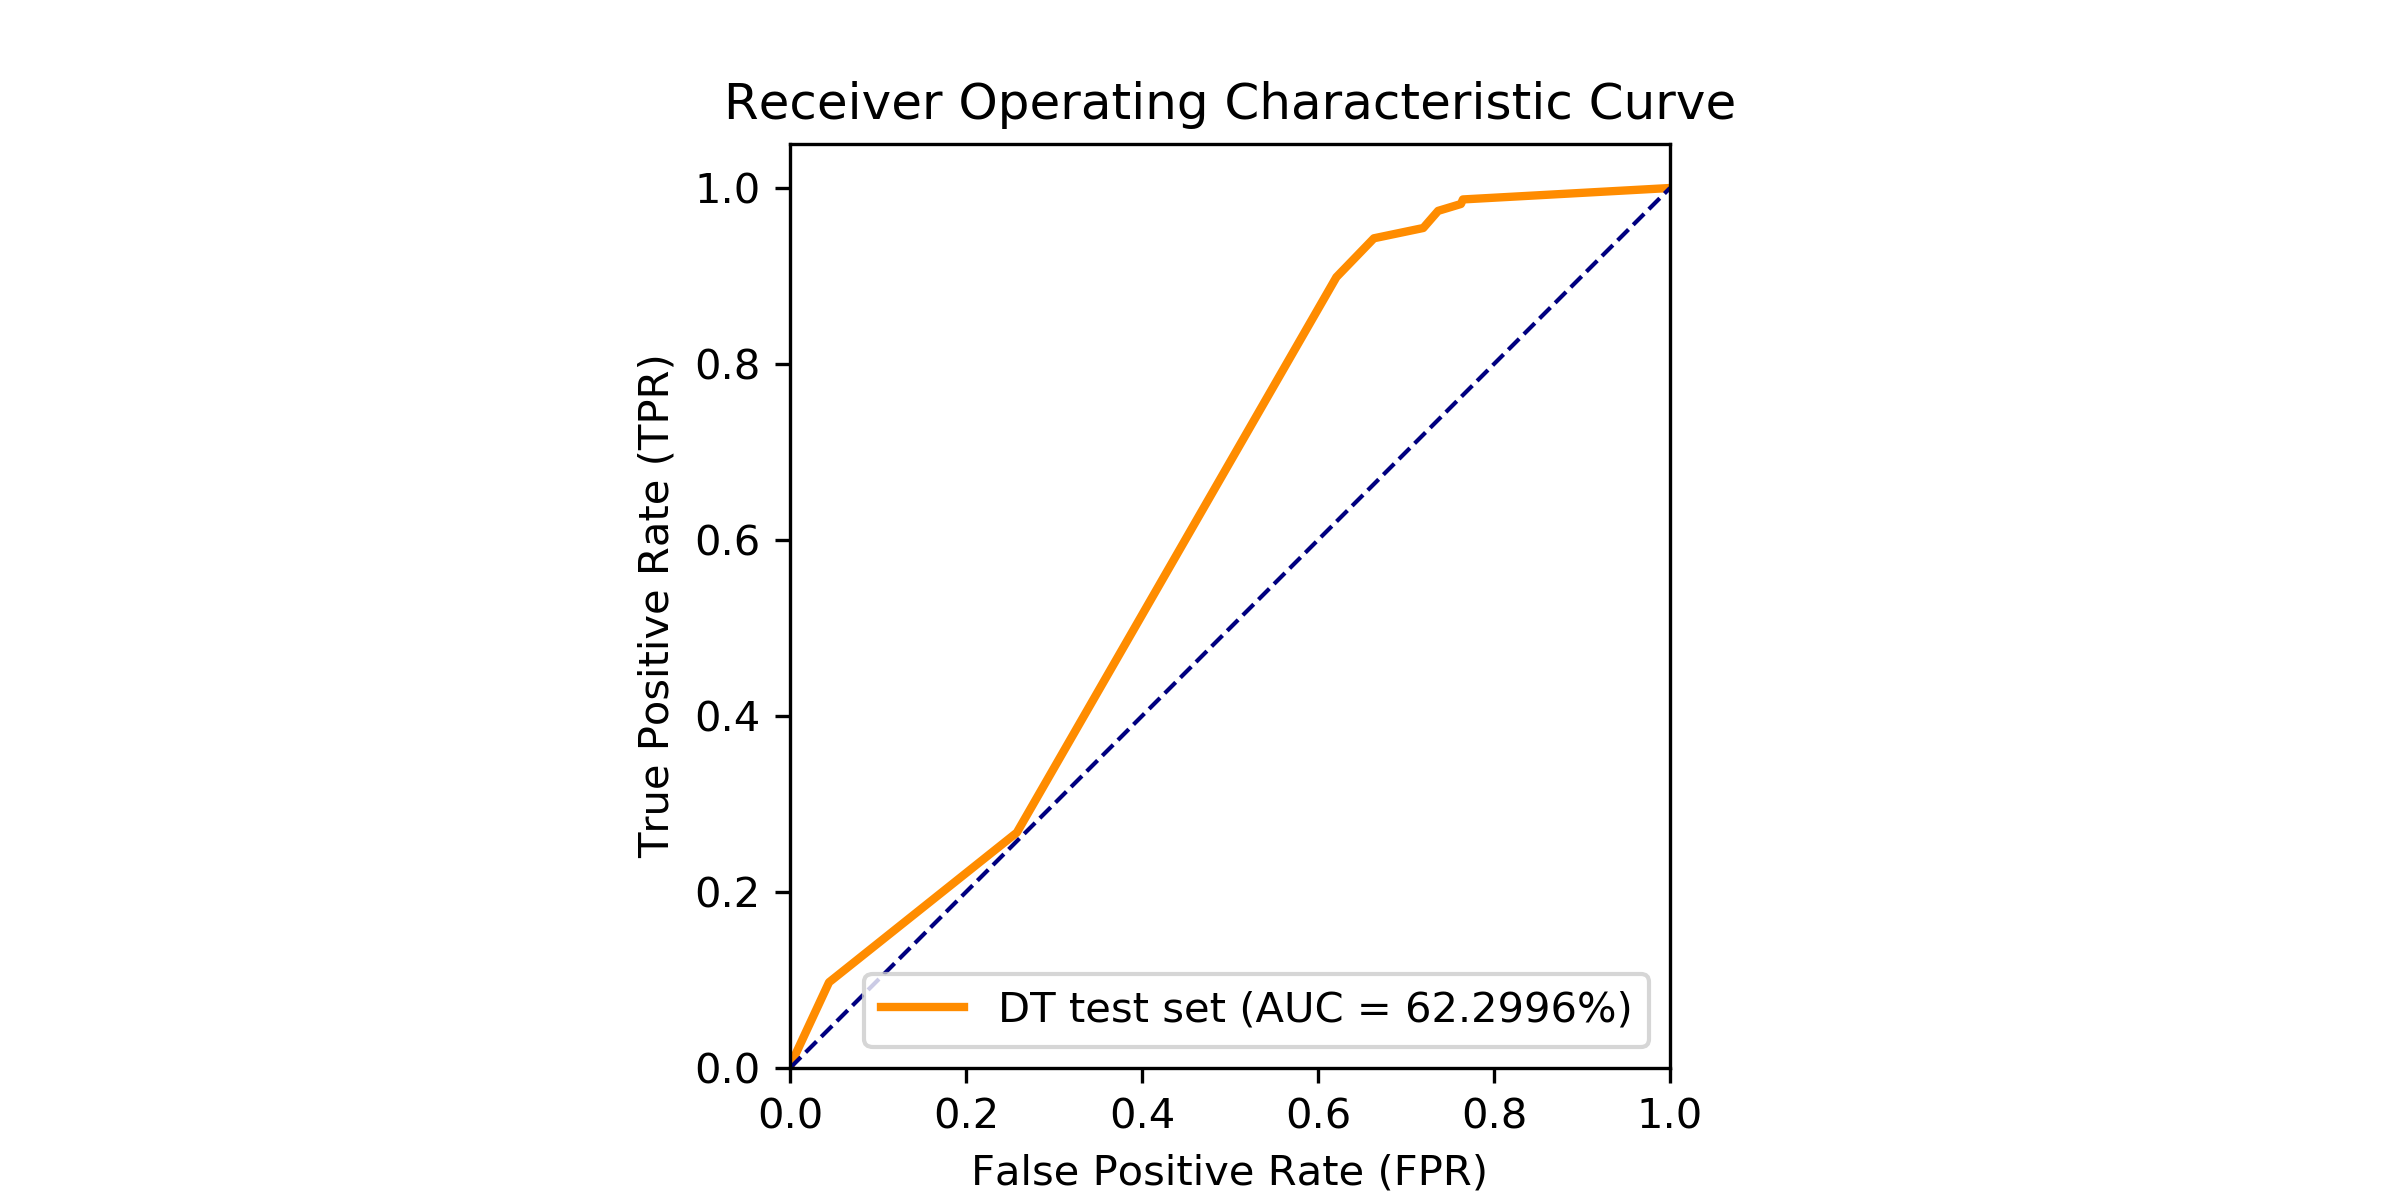 Receiver Operating Characteristic Curve
True Positive Rate (TPR)
1.0
0.8
0.6
0.4
0.2
0.0
DT test set (AUC = 62.2996%)
0.0 0.2 0.4 0.6 0.8 1.0
False Positive Rate (FPR)